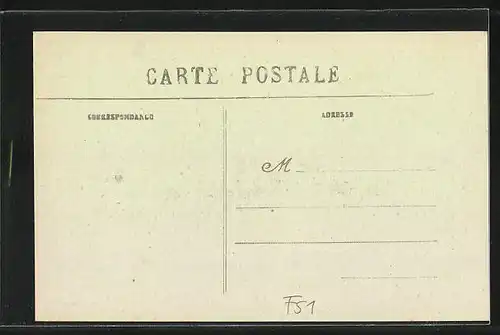 CARTE POSTALE
CORRESPONDANCE
ADRESSE
M
F51